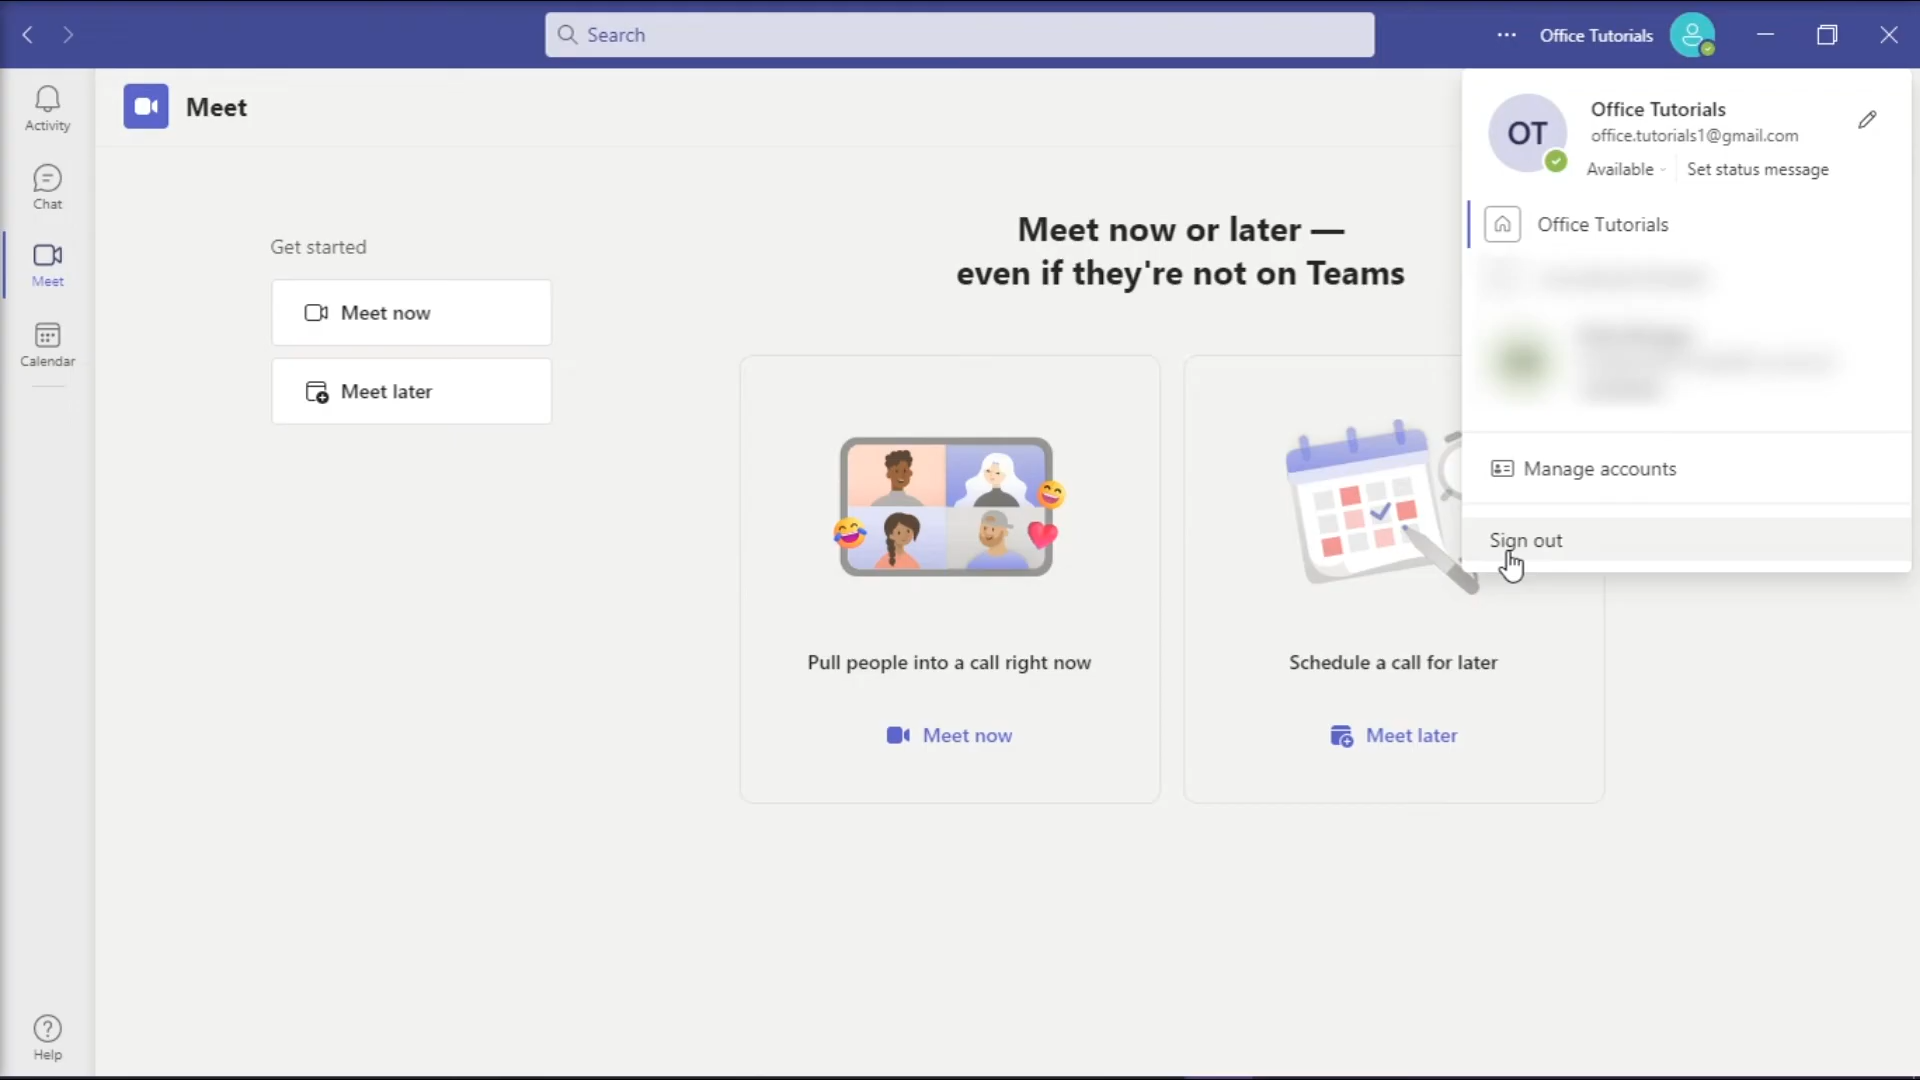 Search
Office Tutorials
Activity
Chat
Meet
Calendar
Help
Meet
Get started
Meet now
Meet later
Meet now or later —
even if they're not on Teams
Pull people into a call right now
Meet now
Schedule a call for later
Meet later
OT
Office Tutorials
office.tutorials1@gmail.com
Available
Set status message
Office Tutorials
Manage accounts
Sign out